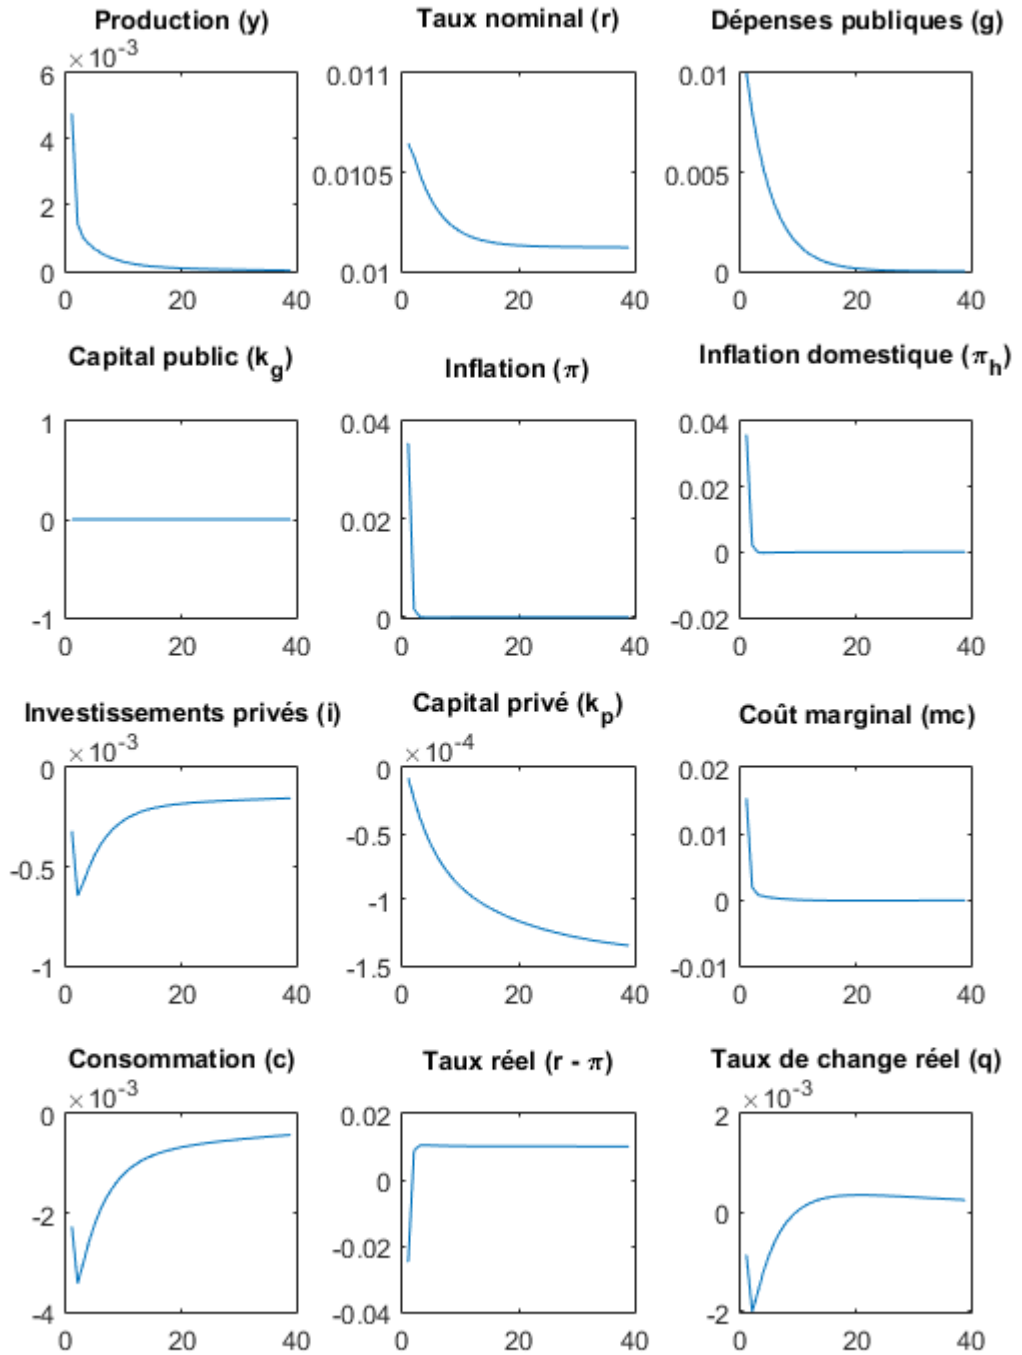 Production (y)
× 10-3
6
4
2
0
0 20 40
Taux nominal (r)
0.011
0.0105
0.01
0 20 40
Dépenses publiques (g)
0.01
0.005
0
0 20 40
Capital public (kg)
1
0
-1
0 20 40
Inflation (π)
0.04
0.02
0
0 20 40
Inflation domestique (πh)
0.04
0.02
0
-0.02
0 20 40
Investissements privés (i)
× 10-3
0
-0.5
-1
0 20 40
Capital privé (kp)
× 10-4
0
-0.5
-1
-1.5
0 20 40
Coût marginal (mc)
0.02
0.01
0
-0.01
0 20 40
Consommation (c)
× 10-3
0
-2
-4
0 20 40
Taux réel (r - π)
0.02
0
-0.02
-0.04
0 20 40
Taux de change réel (q)
× 10-3
2
0
-2
0 20 40